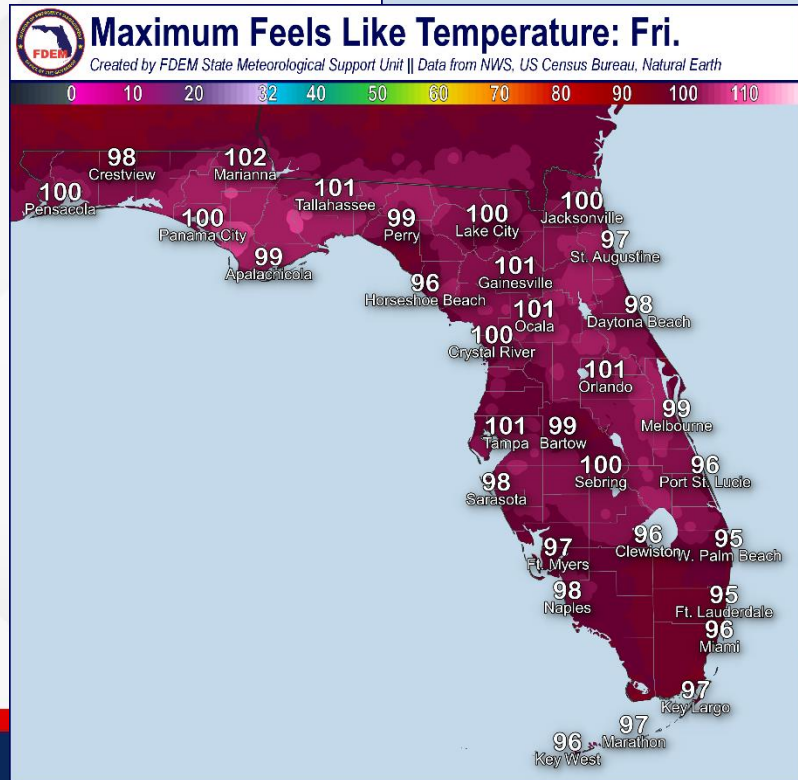 FDEM
Maximum Feels Like Temperature: Fri.
Created by FDEM State Meteorological Support Unit || Data from NWS, US Census Bureau, Natural Earth
0 10 20 32 40 50 60 70 80 90 100 110
98
Crestview
102
Marianna
100
Pensacola
101
Tallahassee
100
Panama City
99
Perry
100
Lake City
100
Jacksonville
97
St. Augustine
99
Apalachicola
96
Horseshoe Beach
101
Gainesville
101
Ocala
98
Daytona Beach
100
Crystal River
101
Orlando
99
Melbourne
101
Tampa
99
Bartow
98
Sarasota
100
Sebring
96
Port St. Lucie
97
Ft. Myers
96
Clewiston
95
W. Palm Beach
98
Naples
95
Ft. Lauderdale
96
Miami
97
Key Largo
97
Marathon
96
Key West